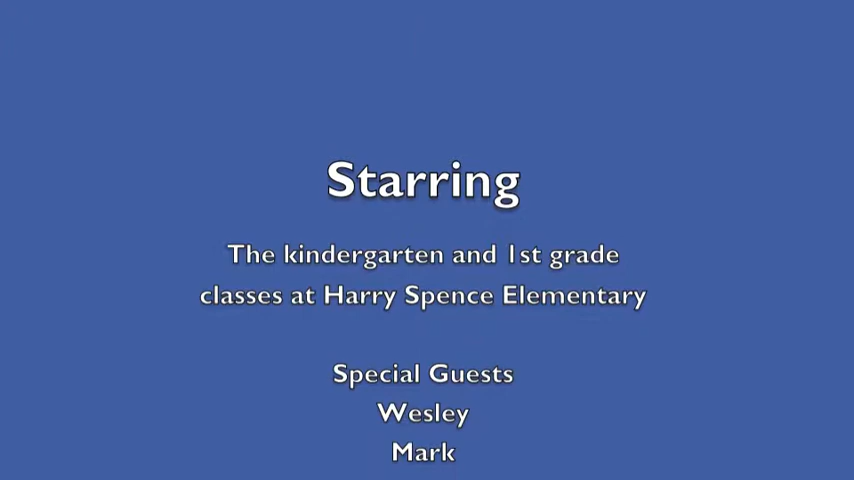 Starring
The kindergarten and 1st grade
classes at Harry Spence Elementary
Special Guests
Wesley
Mark